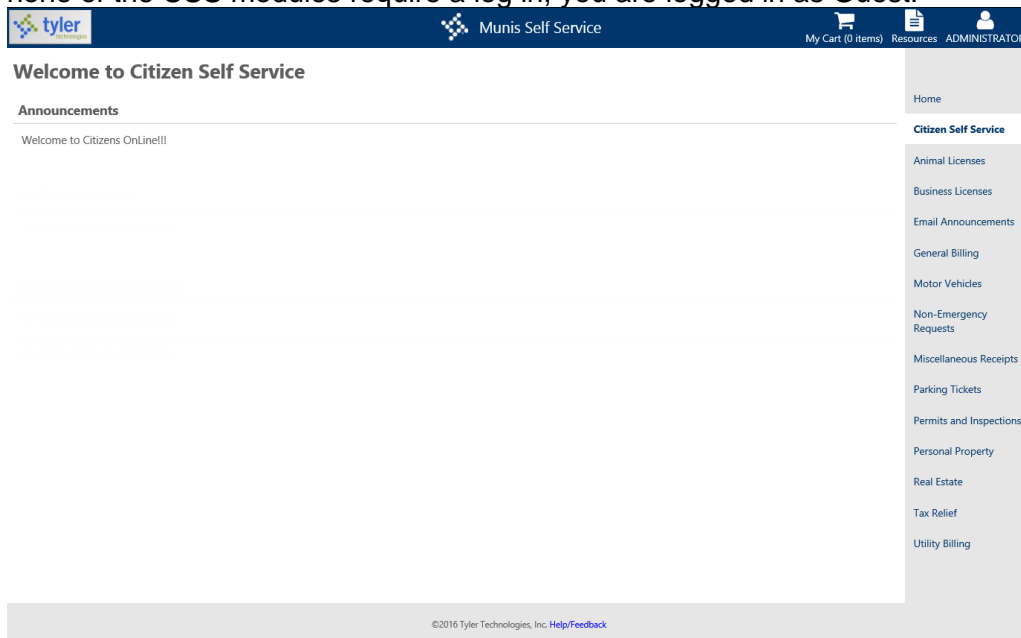 none of the CSS modules require a log in, you are logged in as Guest.
tyler
technologies
Munis Self Service
My Cart (0 items)
Resources
ADMINISTRATOR
Welcome to Citizen Self Service
Announcements
Welcome to Citizens OnLine!!!
Home
Citizen Self Service
Animal Licenses
Business Licenses
Email Announcements
General Billing
Motor Vehicles
Non-Emergency
Requests
Miscellaneous Receipts
Parking Tickets
Permits and Inspections
Personal Property
Real Estate
Tax Relief
Utility Billing
©2016 Tyler Technologies, Inc. Help/Feedback